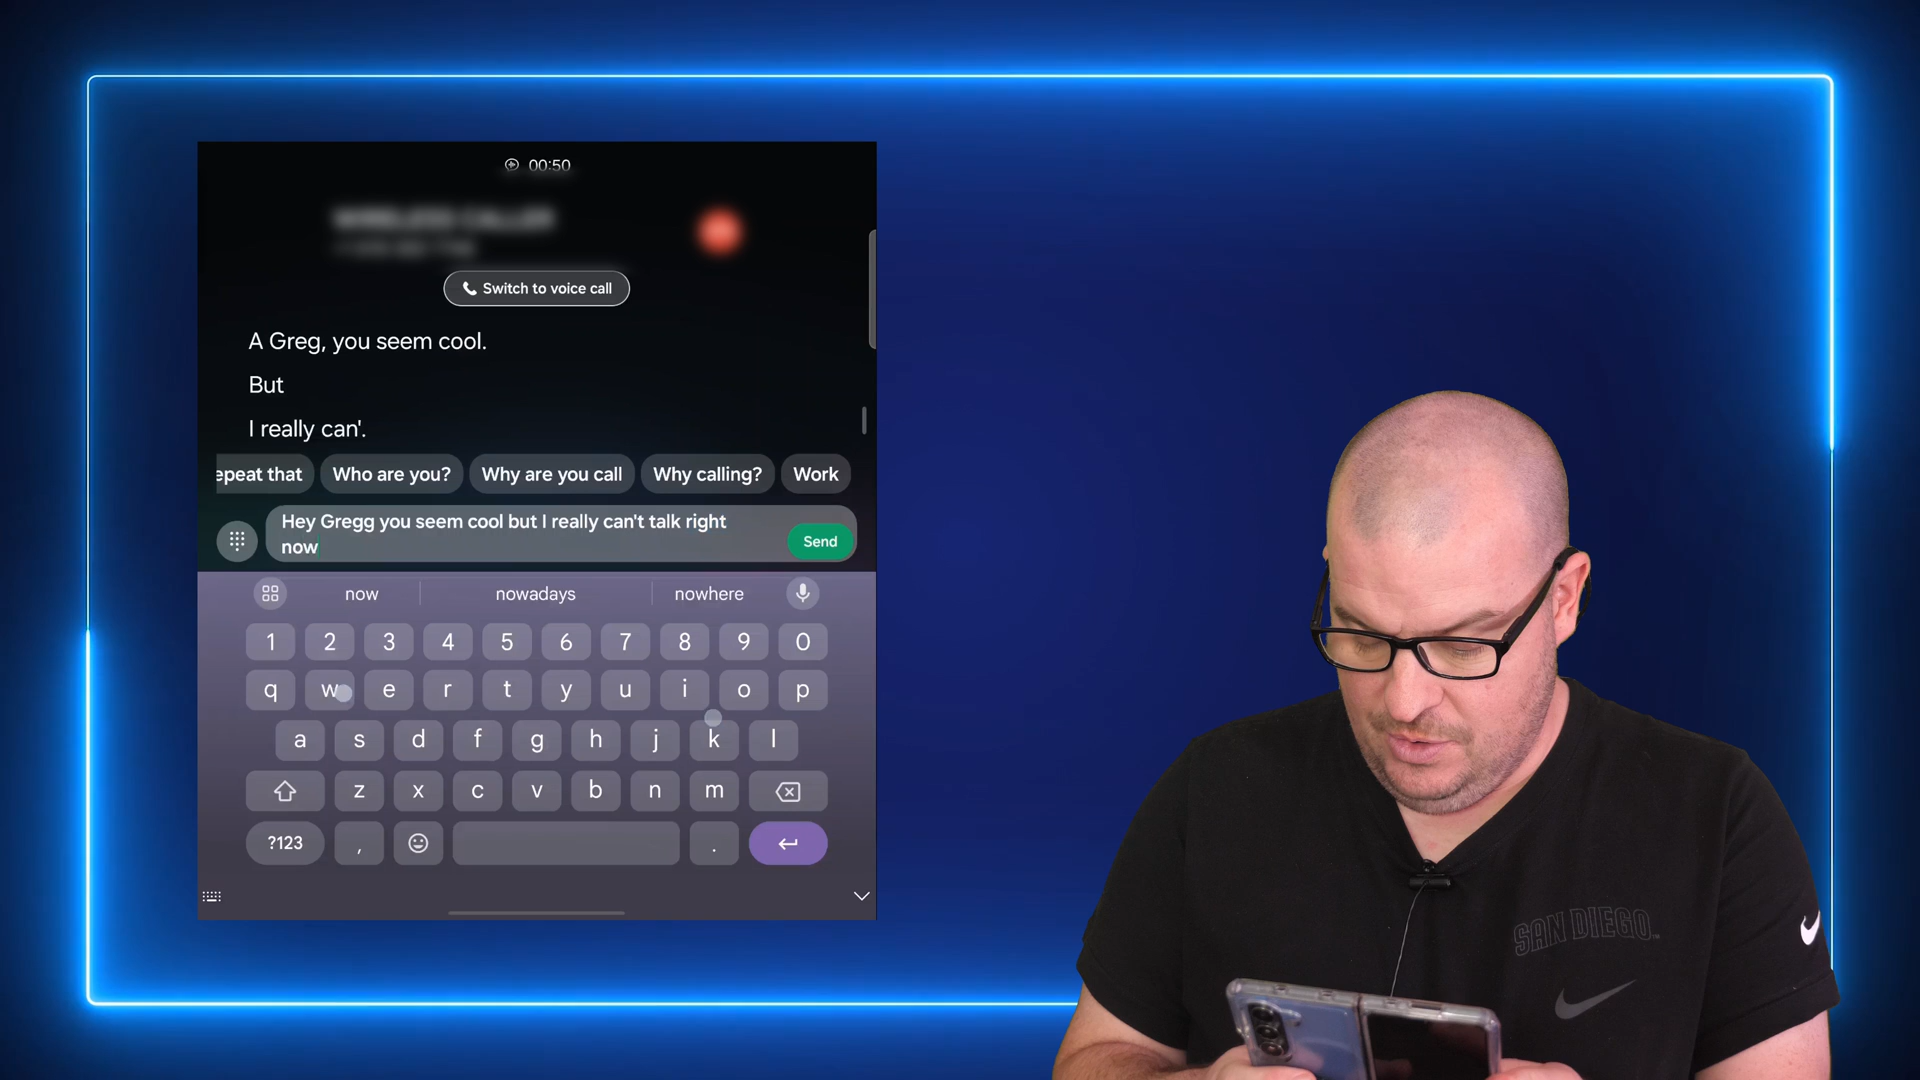 00:50
WIRELESS CALLER
Switch to voice call
A Greg, you seem cool.
But
I really can'.
epeat that
Who are you?
Why are you call
Why calling?
Work
Hey Gregg you seem cool but I really can't talk right
now
Send
now
nowadays
nowhere
1 2 3 4 5 6 7 8 9 0
q w e r t y u i o p
a s d f g h j k l
z x c v b n m
?123 , .
SAN DIEGO